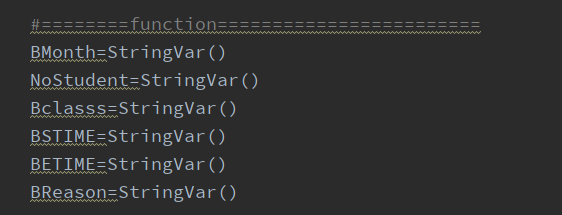 #========function========================
BMonth=StringVar()
NoStudent=StringVar()
Bclasss=StringVar()
BSTIME=StringVar()
BETIME=StringVar()
BReason=StringVar()